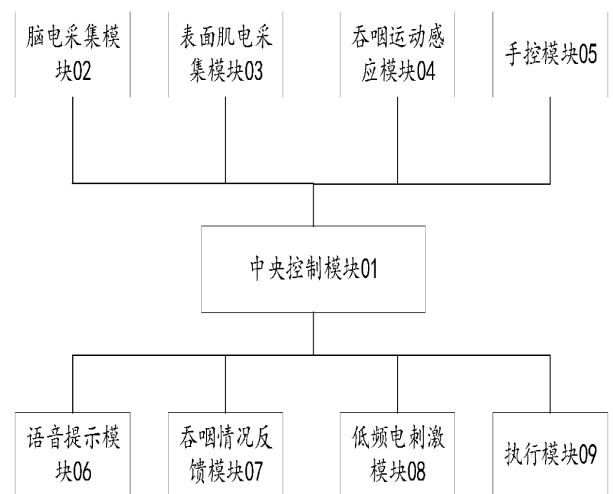 脑电采集模
块02
表面肌电采
集模块03
吞咽运动感
应模块04
手控模块05
中央控制模块01
语音提示模
块06
吞咽情况反
馈模块07
低频电刺激
模块08
执行模块09